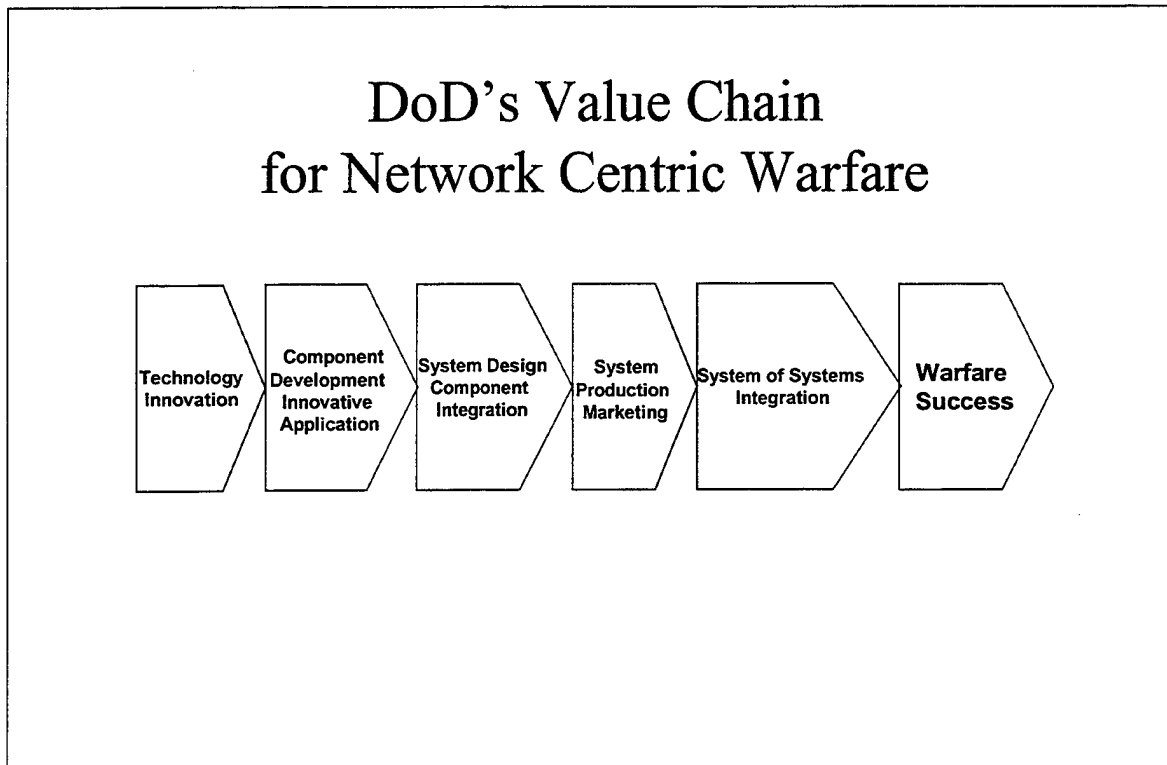 DoD's Value Chain
for Network Centric Warfare
Technology
Innovation
Component
Development
Innovative
Application
System Design
Component
Integration
System
Production
Marketing
System of Systems
Integration
Warfare
Success